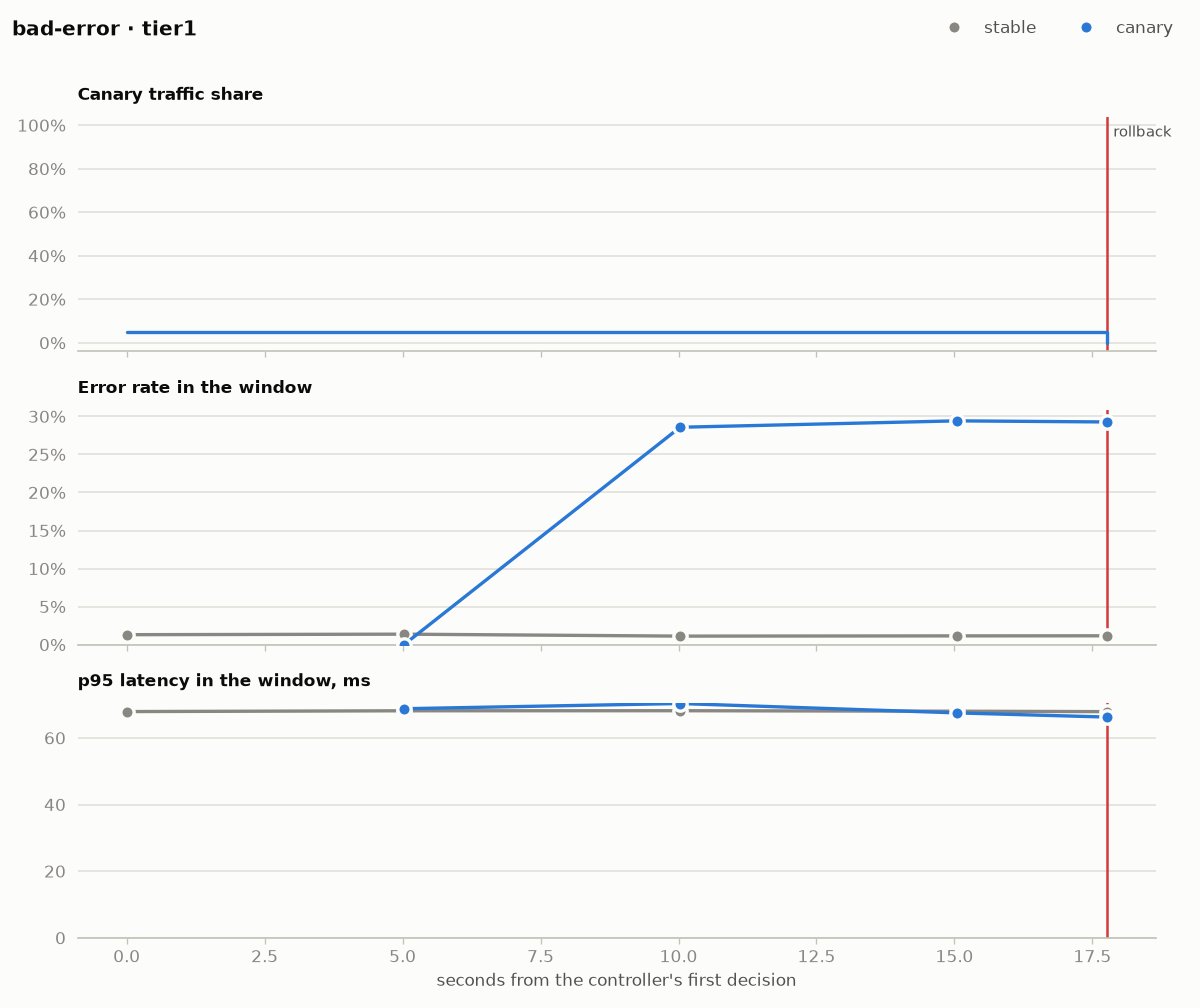 bad-error · tier1
stable canary
Canary traffic share
100%
rollback
80%
60%
40%
20%
0%
Error rate in the window
30%
25%
20%
15%
10%
5%
0%
p95 latency in the window, ms
60
40
20
0
0.0 2.5 5.0 7.5 10.0 12.5 15.0 17.5
seconds from the controller's first decision